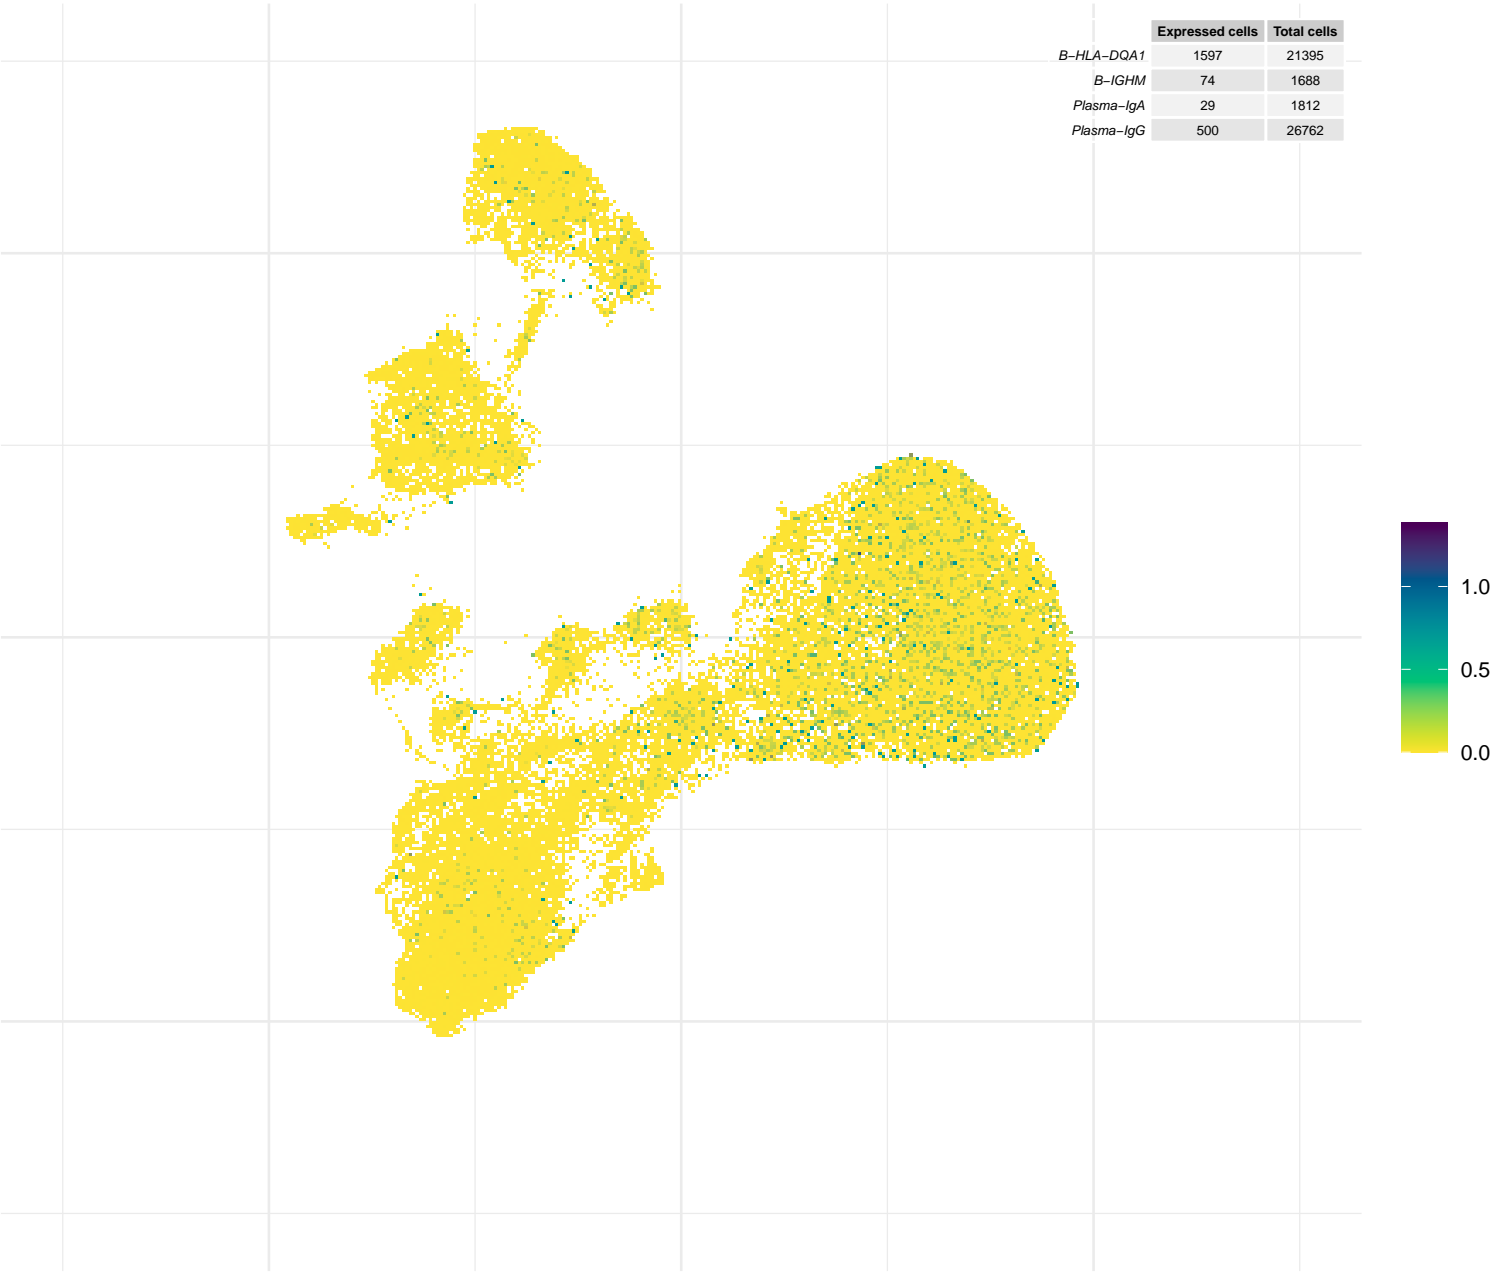 Expressed cells Total cells
B−HLA−DQA1 1597 21395
B−IGHM 74 1688
Plasma−IgA 29 1812
Plasma−IgG 500 26762
1.0
0.5
0.0